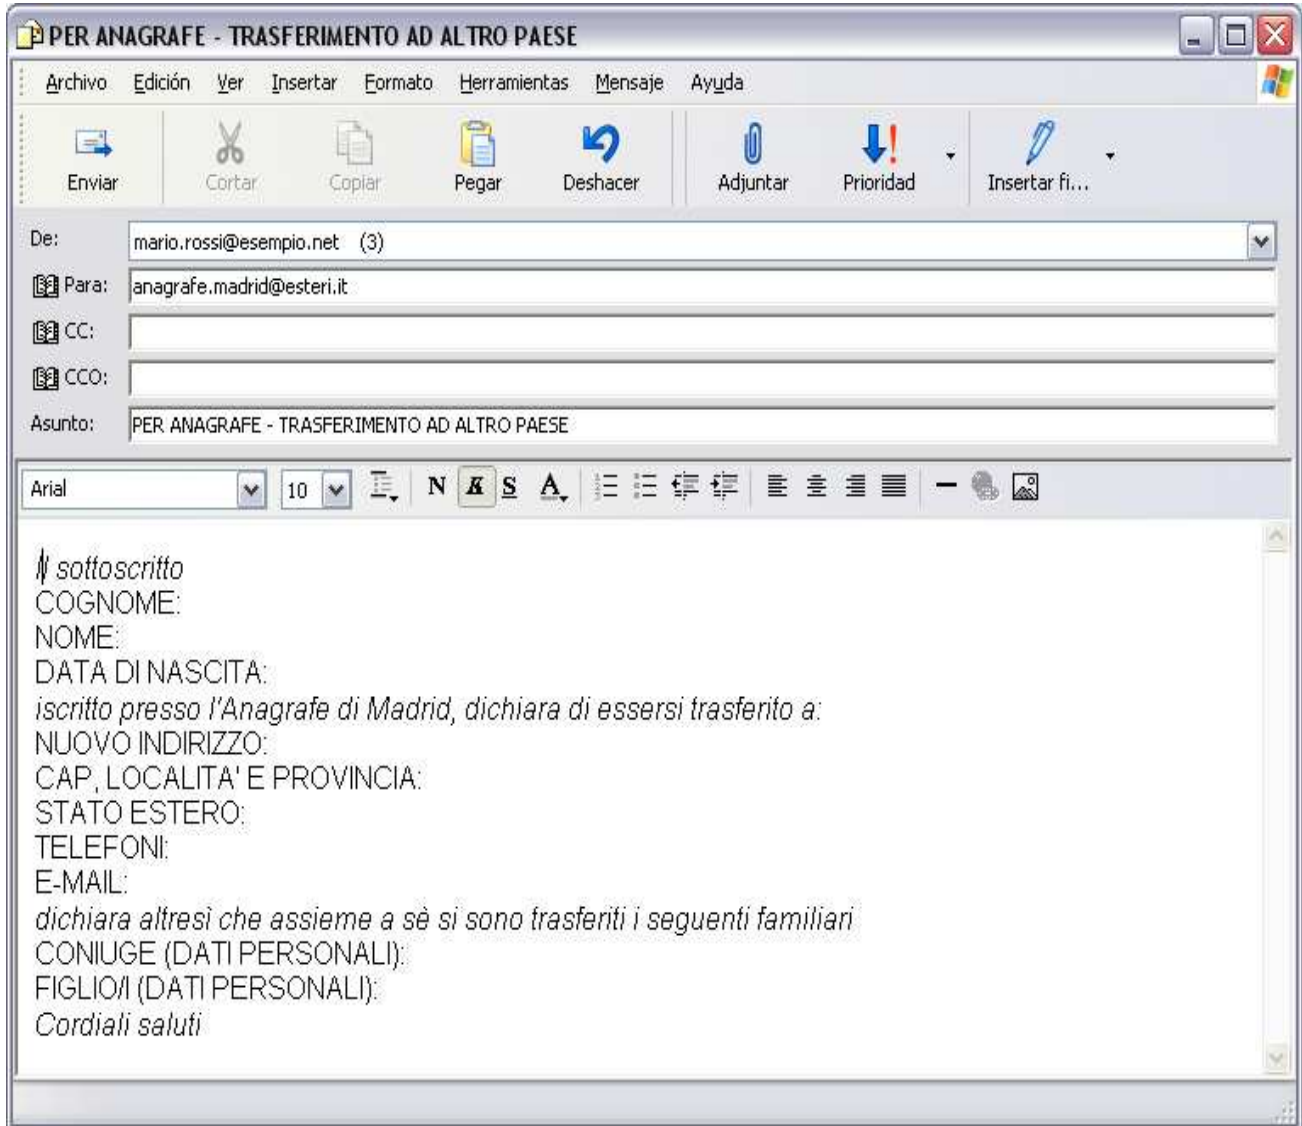 PER ANAGRAFE - TRASFERIMENTO AD ALTRO PAESE
Archivo Edición Ver Insertar Formato Herramientas Mensaje Ayuda
Enviar Cortar Copiar Pegar Deshacer Adjuntar Prioridad Insertar fi...
De: mario.rossi@esempio.net (3)
Para: anagrafe.madrid@esteri.it
CC:
CCO:
Asunto: PER ANAGRAFE - TRASFERIMENTO AD ALTRO PAESE
Arial 10 N K S A
Il sottoscritto
COGNOME:
NOME:
DATA DI NASCITA:
iscritto presso l'Anagrafe di Madrid, dichiara di essersi trasferito a:
NUOVO INDIRIZZO:
CAP, LOCALITA' E PROVINCIA:
STATO ESTERO:
TELEFONI:
E-MAIL:
dichiara altresì che assieme a sè si sono trasferiti i seguenti familiari
CONIUGE (DATI PERSONALI):
FIGLIO/I (DATI PERSONALI):
Cordiali saluti